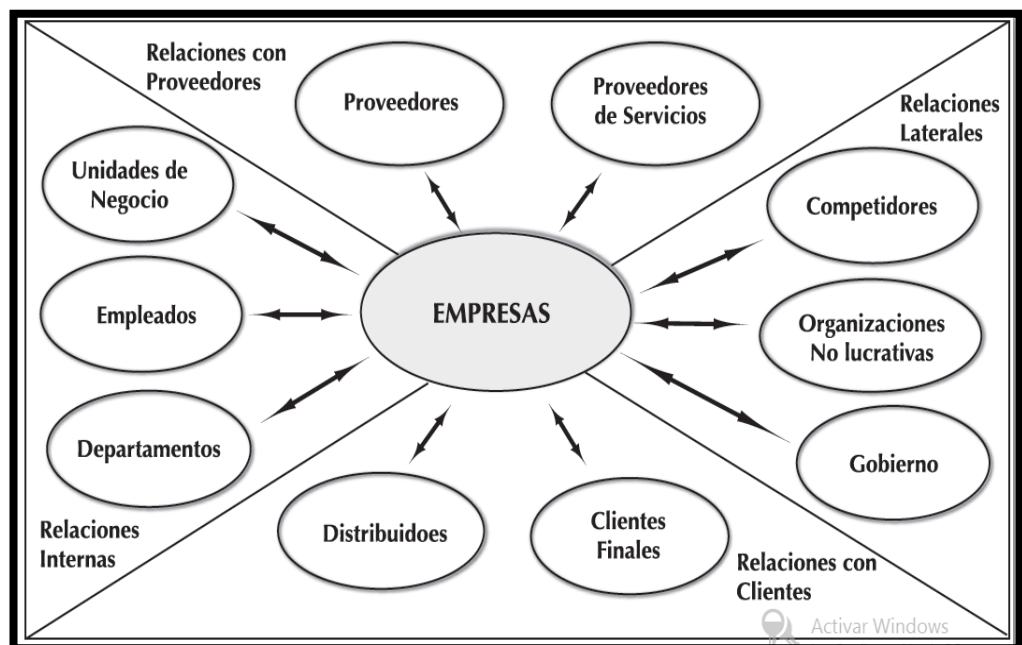 Relaciones con
Proveedores
Proveedores
Proveedores
de Servicios
Relaciones
Laterales
Unidades de
Negocio
Competidores
Empleados
EMPRESAS
Organizaciones
No lucrativas
Departamentos
Gobierno
Relaciones
Internas
Distribuidoes
Clientes
Finales
Relaciones con
Clientes
Activar Windows